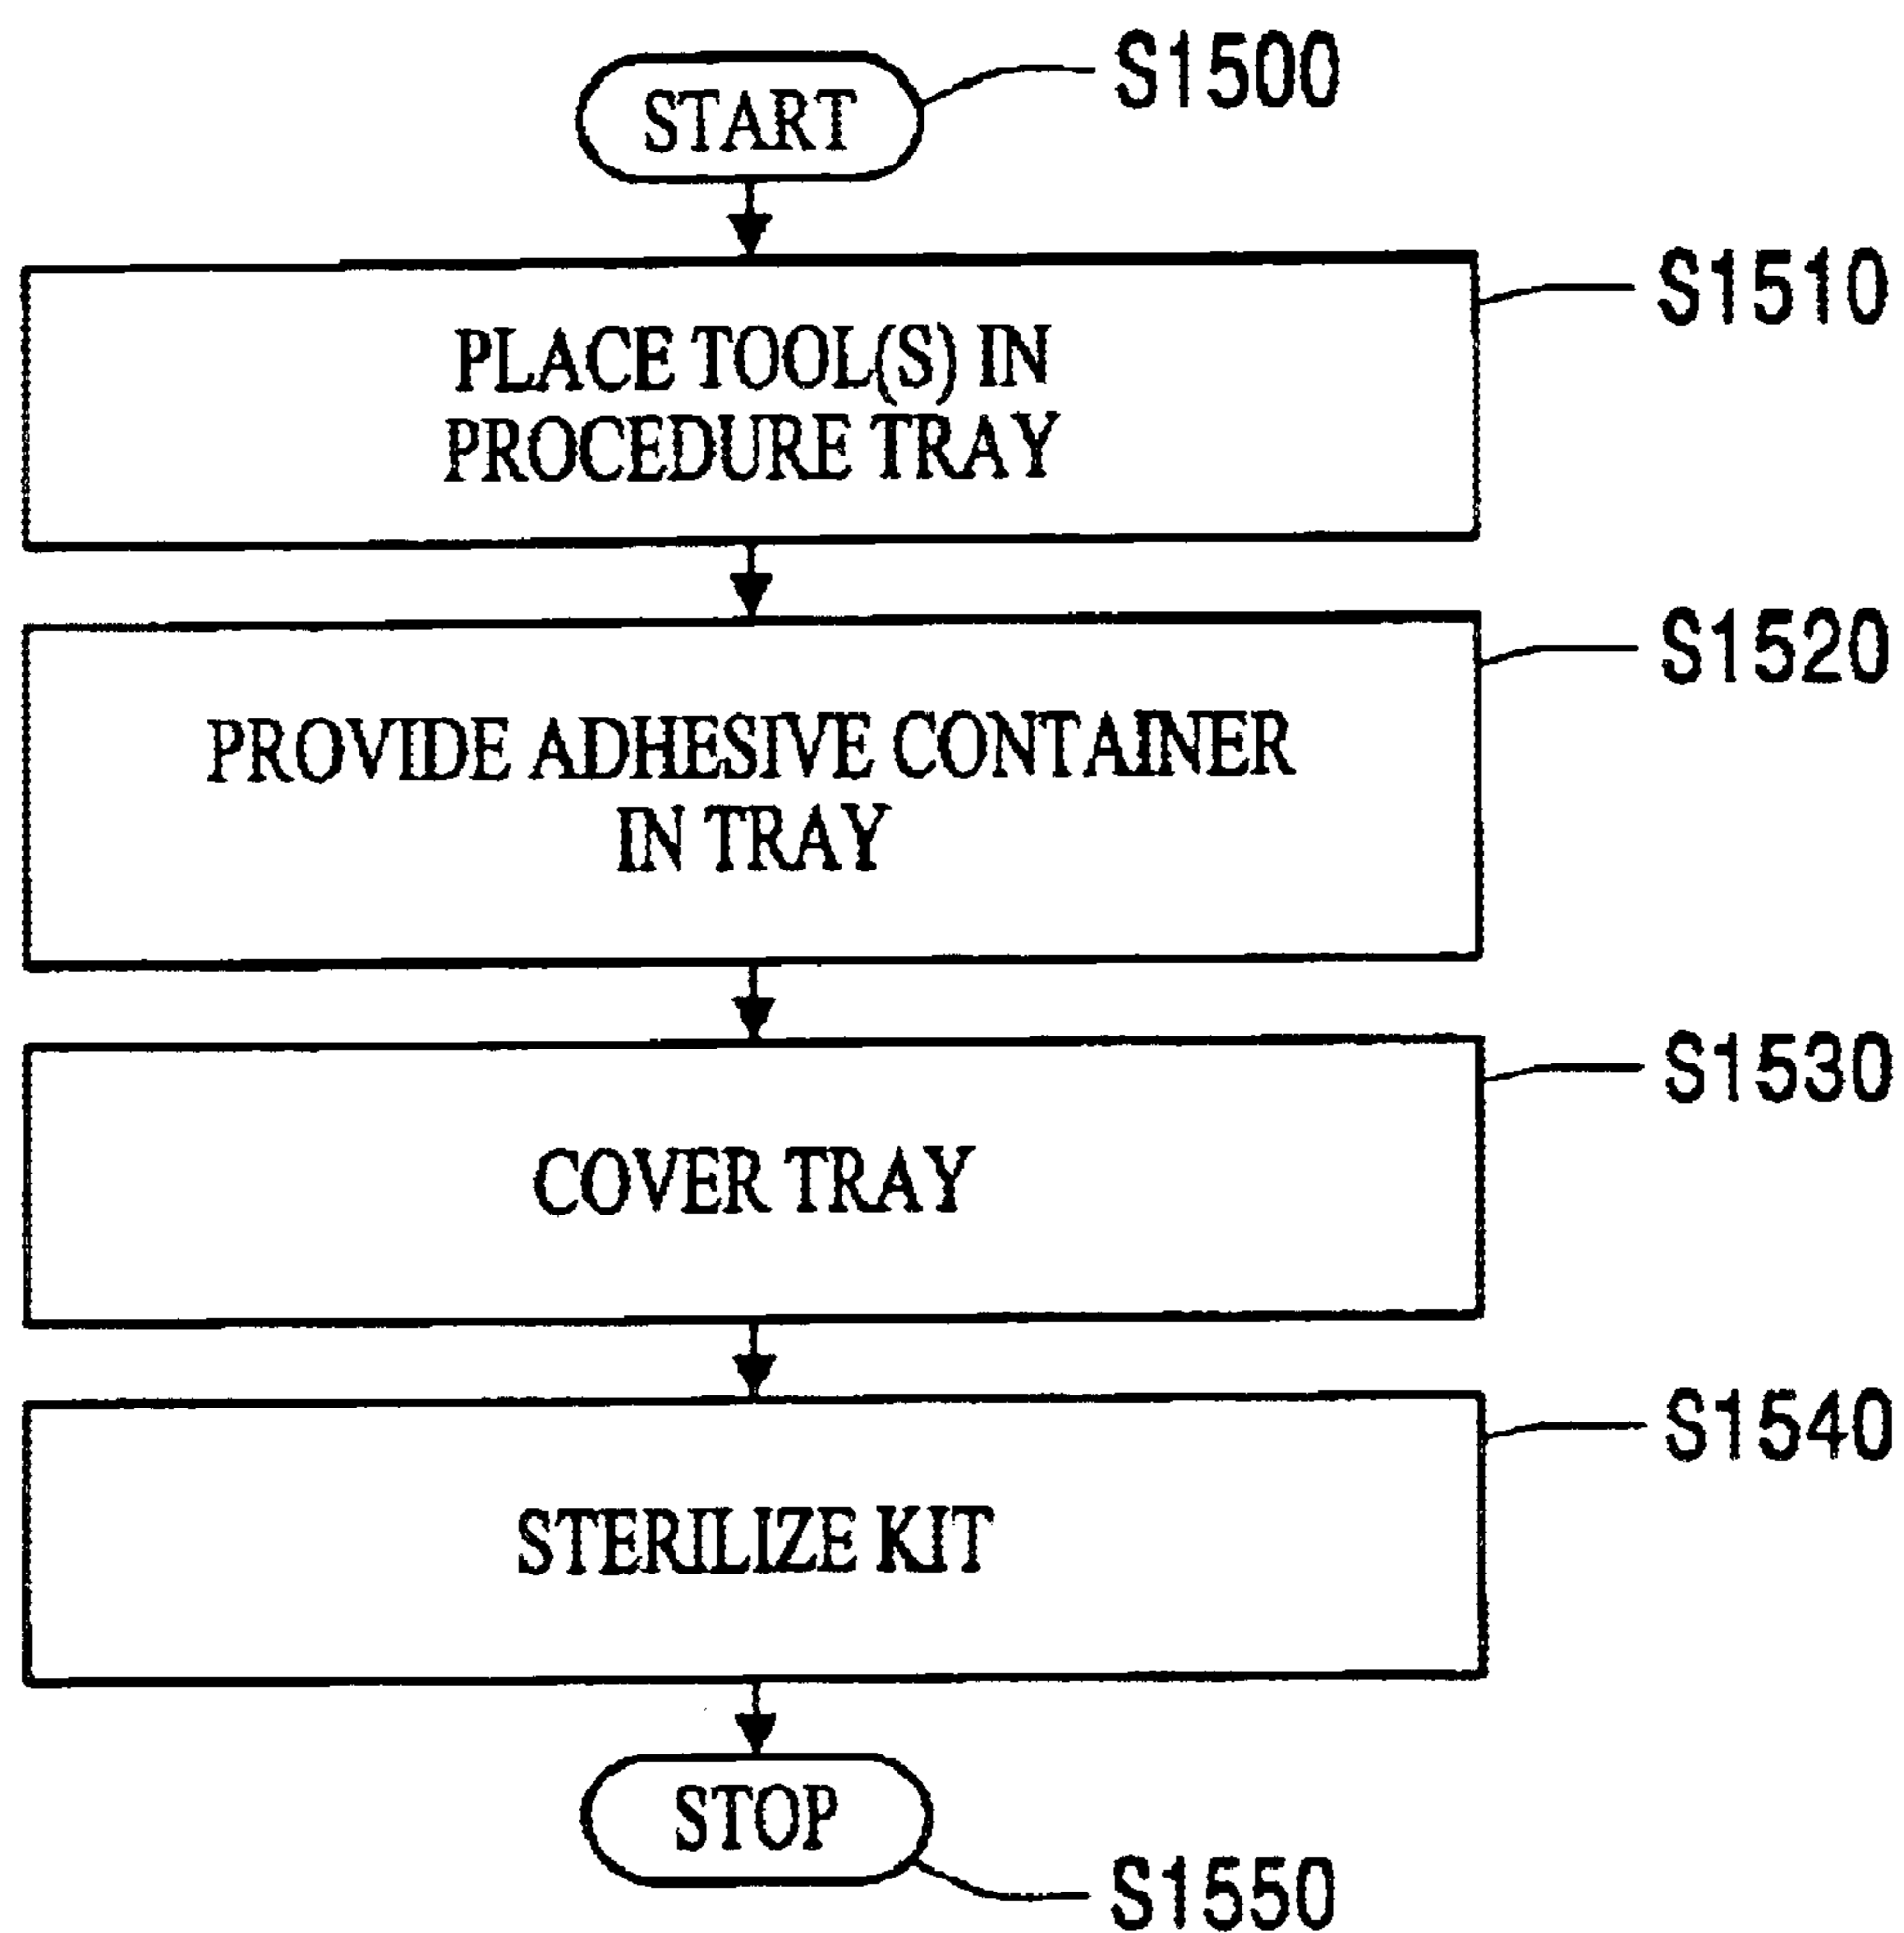 START
S1500
PLACE TOOL(S) IN
PROCEDURE TRAY
S1510
PROVIDE ADHESIVE CONTAINER
IN TRAY
S1520
COVER TRAY
S1530
STERILIZE KIT
S1540
STOP
S1550